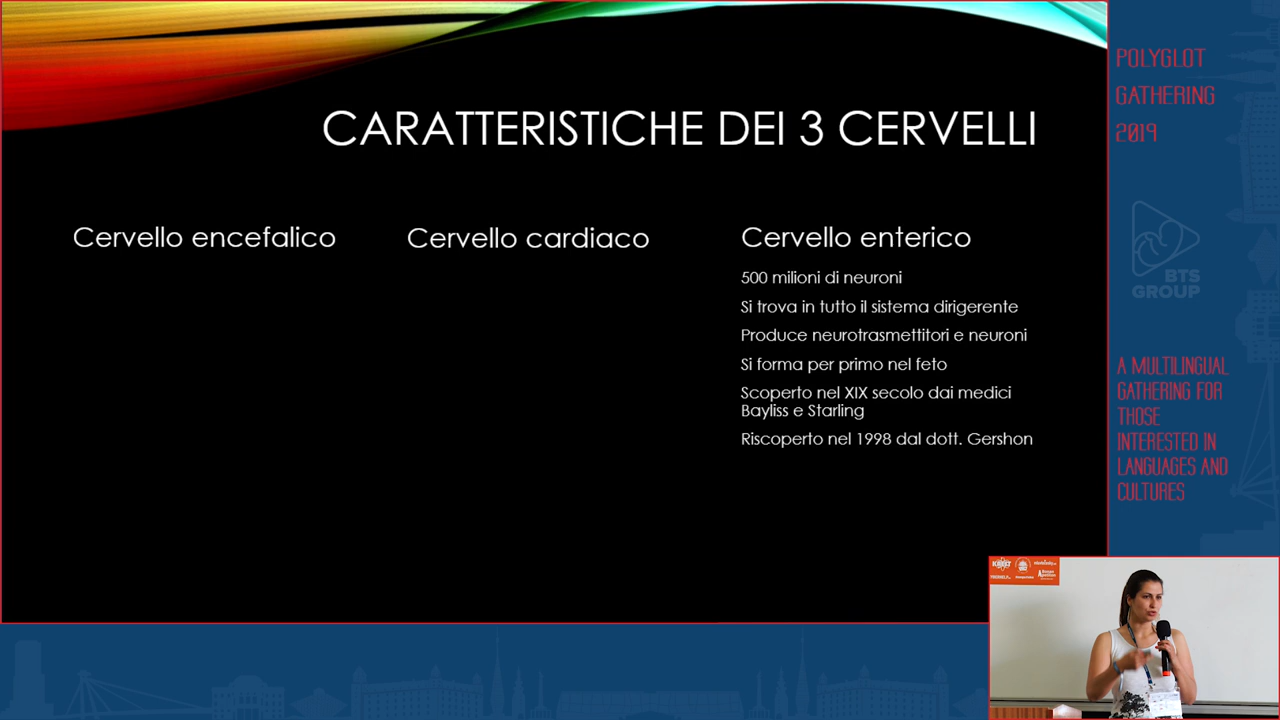 CARATTERISTICHE DEI 3 CERVELLI
Cervello encefalico
Cervello cardiaco
Cervello enterico
500 milioni di neuroni
Si trova in tutto il sistema dirigerente
Produce neurotrasmettitori e neuroni
Si forma per primo nel feto
Scoperto nel XIX secolo dai medici
Bayliss e Starling
Riscoperto nel 1998 dal dott. Gershon
POLYGLOT
GATHERING
2019
BTS
GROUP
A MULTILINGUAL
GATHERING FOR
THOSE
INTERESTED IN
LANGUAGES AND
CULTURES